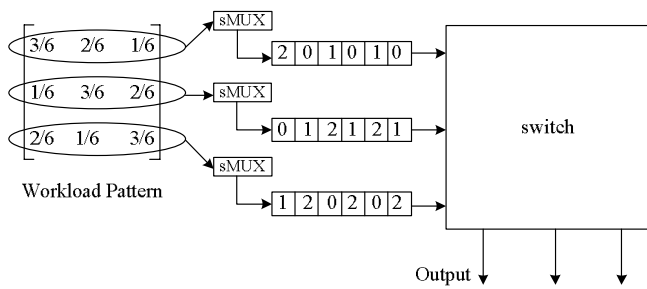 sMUX
3/6 2/6 1/6
2 0 1 0 1 0
1/6 3/6 2/6
sMUX
0 1 2 1 2 1
switch
2/6 1/6 3/6
sMUX
Workload Pattern
1 2 0 2 0 2
Output